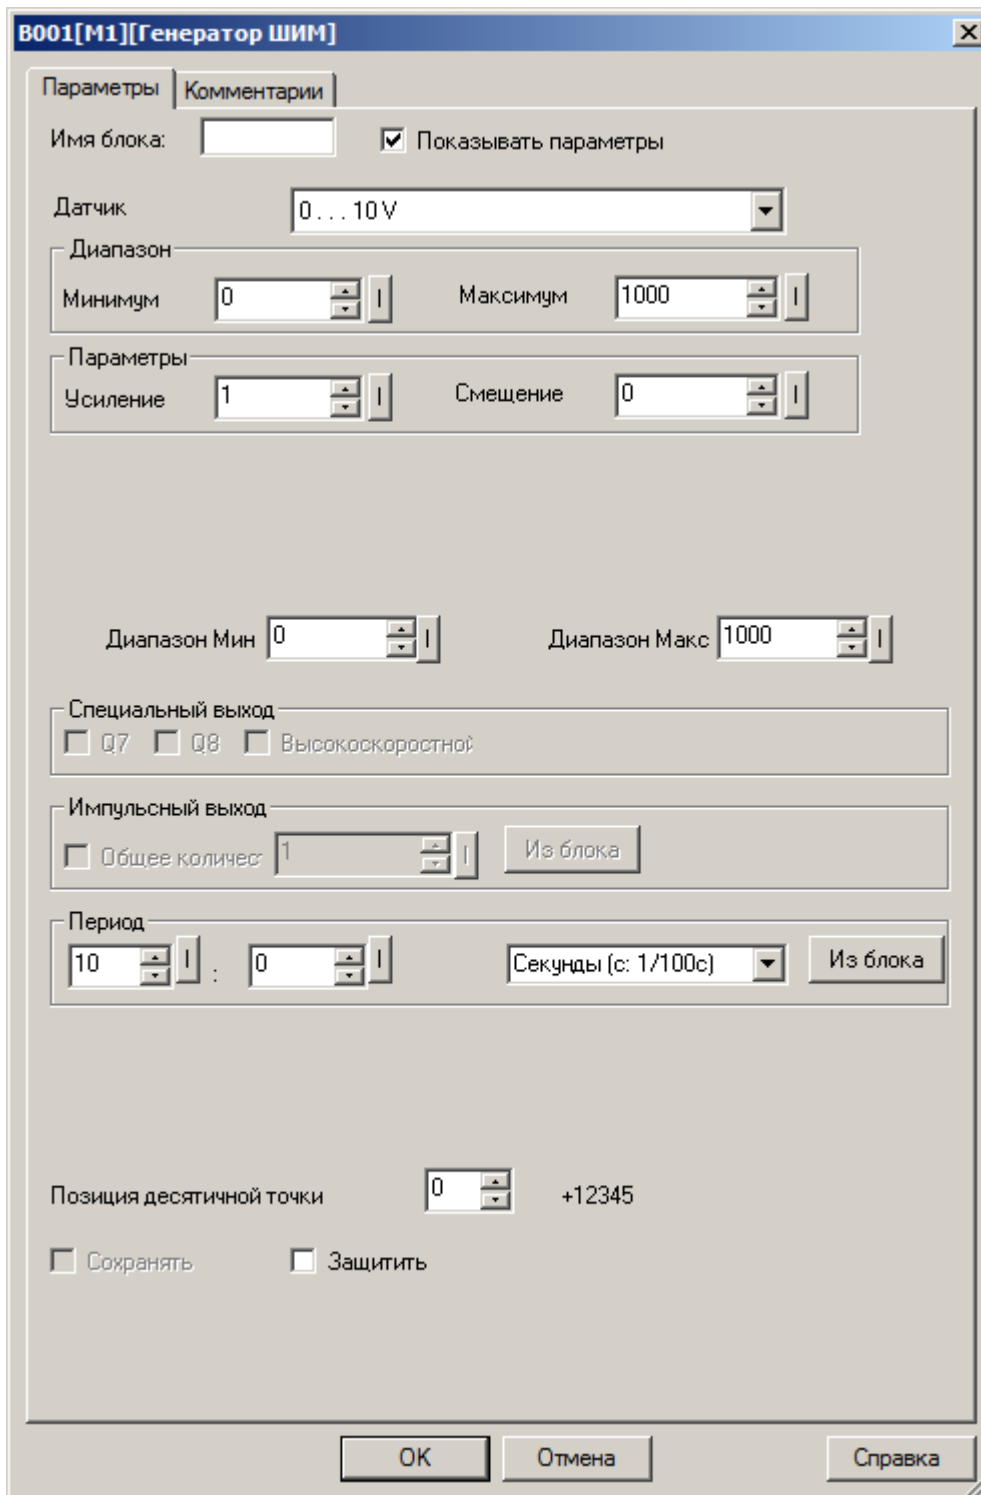 B001[M1][Генератор ШИМ]
Параметры Комментарии
Имя блока: Показывать параметры
Датчик 0...10 V
Диапазон
Минимум 0 Максимум 1000
Параметры
Усиление 1 Смещение 0
Диапазон Мин 0 Диапазон Макс 1000
Специальный выход
Q7 Q8 Высокоскоростной
Импульсный выход
Общее количес 1 Из блока
Период
10 : 0 Секунды (с: 1/100с) Из блока
Позиция десятичной точки 0 +12345
Сохранять Защитить
OK Отмена Справка